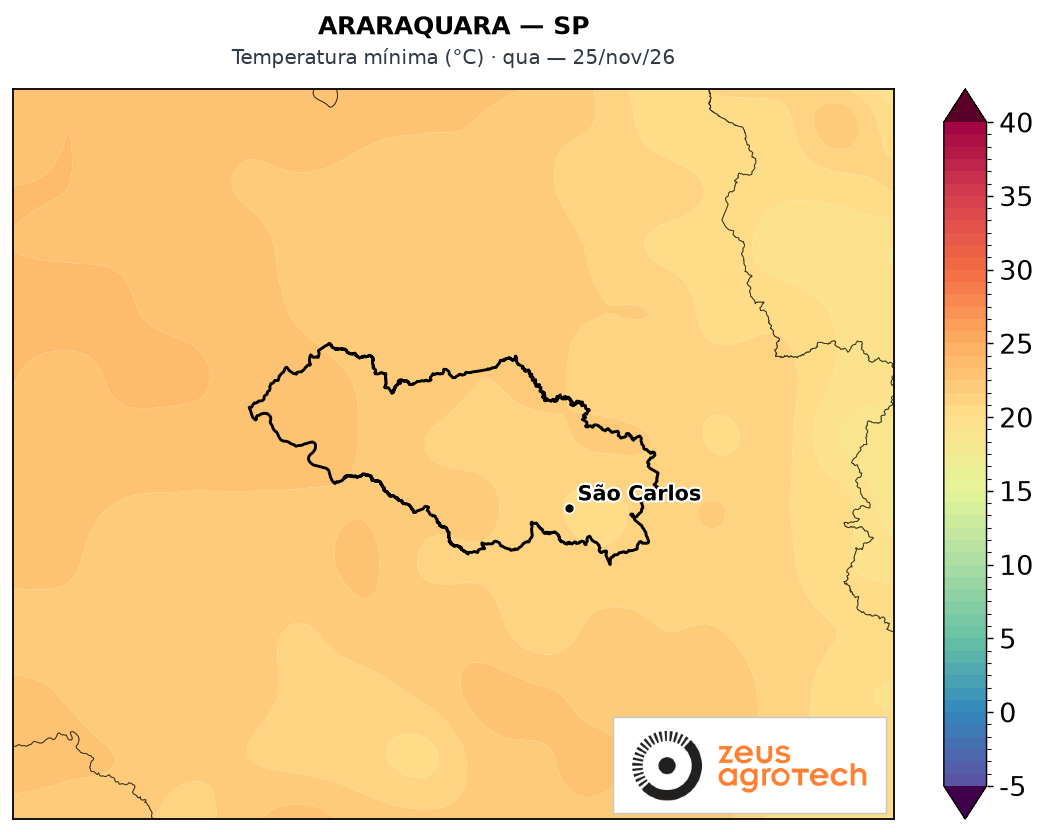 ARARAQUARA — SP
Temperatura mínima (°C) · qua — 25/nov/26
40
35
30
25
20
15
10
5
0
-5
São Carlos
zeus
agrotech